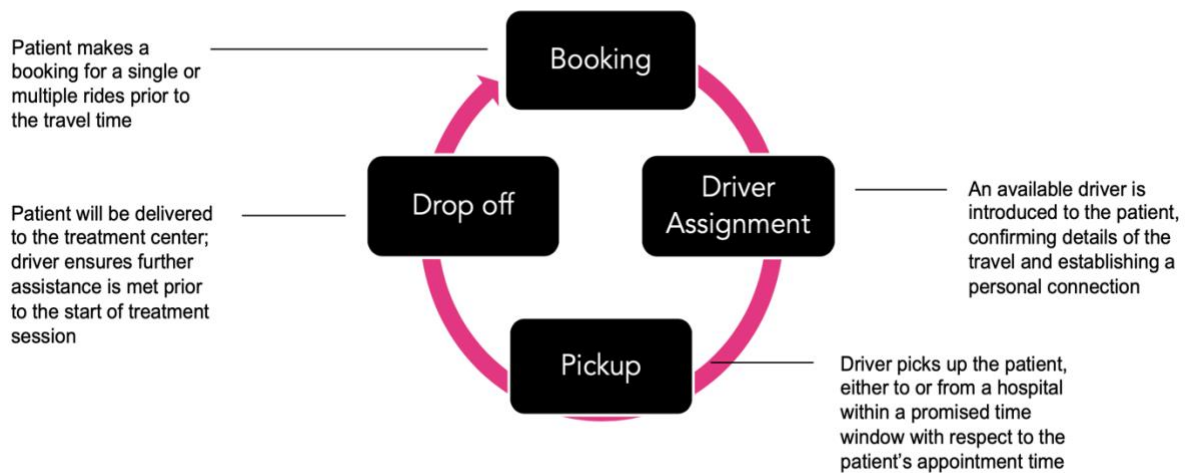 Booking
Patient makes a
booking for a single or
multiple rides prior to
the travel time
Driver
Assignment
An available driver is
introduced to the patient,
confirming details of the
travel and establishing a
personal connection
Pickup
Driver picks up the patient,
either to or from a hospital
within a promised time
window with respect to the
patient's appointment time
Drop off
Patient will be delivered
to the treatment center;
driver ensures further
assistance is met prior
to the start of treatment
session